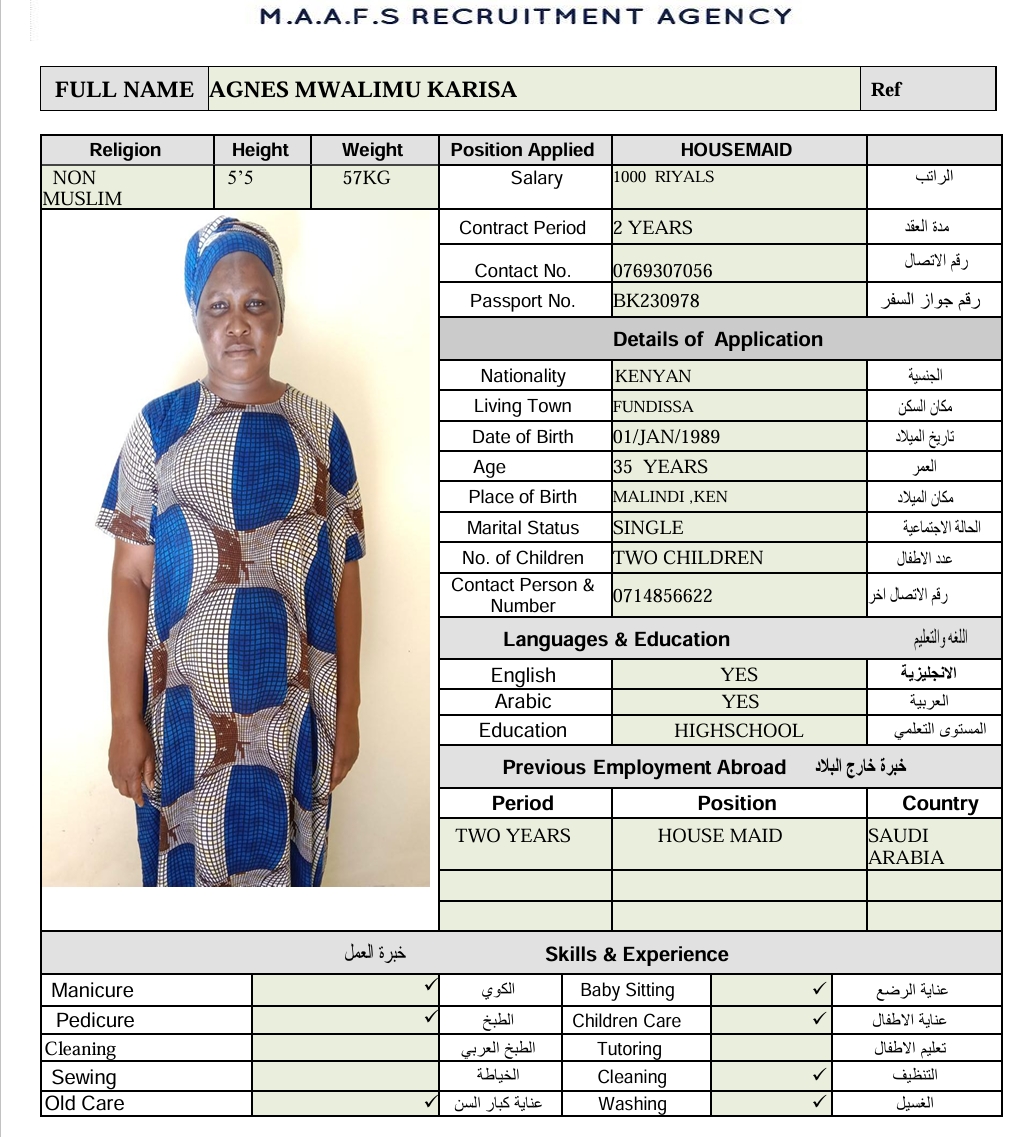 M.A.A.F.S RECRUITMENT AGENCY
FULL NAME AGNES MWALIMU KARISA Ref
Religion Height Weight Position Applied HOUSEMAID
NON MUSLIM 5’5 57KG Salary 1000 RIYALS الراتب
Contract Period 2 YEARS مدة العقد
Contact No. 0769307056 رقم الاتصال
Passport No. BK230978 رقم جواز السفر
Details of Application
Nationality KENYAN الجنسية
Living Town FUNDISSA مكان السكن
Date of Birth 01/JAN/1989 تاريخ الميلاد
Age 35 YEARS العمر
Place of Birth MALINDI ,KEN مكان الميلاد
Marital Status SINGLE الحالة الاجتماعية
No. of Children TWO CHILDREN عدد الاطفال
Contact Person & Number 0714856622 رقم الاتصال اخر
Languages & Education اللغه والتعليم
English YES الانجليزية
Arabic YES العربية
Education HIGHSCHOOL المستوى التعلمي
Previous Employment Abroad خبرة خارج البلاد
Period Position Country
TWO YEARS HOUSE MAID SAUDI ARABIA
خبرة العمل Skills & Experience
Manicure ✓ الكوي Baby Sitting ✓ عناية الرضع
Pedicure ✓ الطبخ Children Care ✓ عناية الاطفال
Cleaning الطبخ العربي Tutoring تعليم الاطفال
Sewing الخياطة Cleaning ✓ التنظيف
Old Care ✓ عناية كبار السن Washing ✓ الغسيل